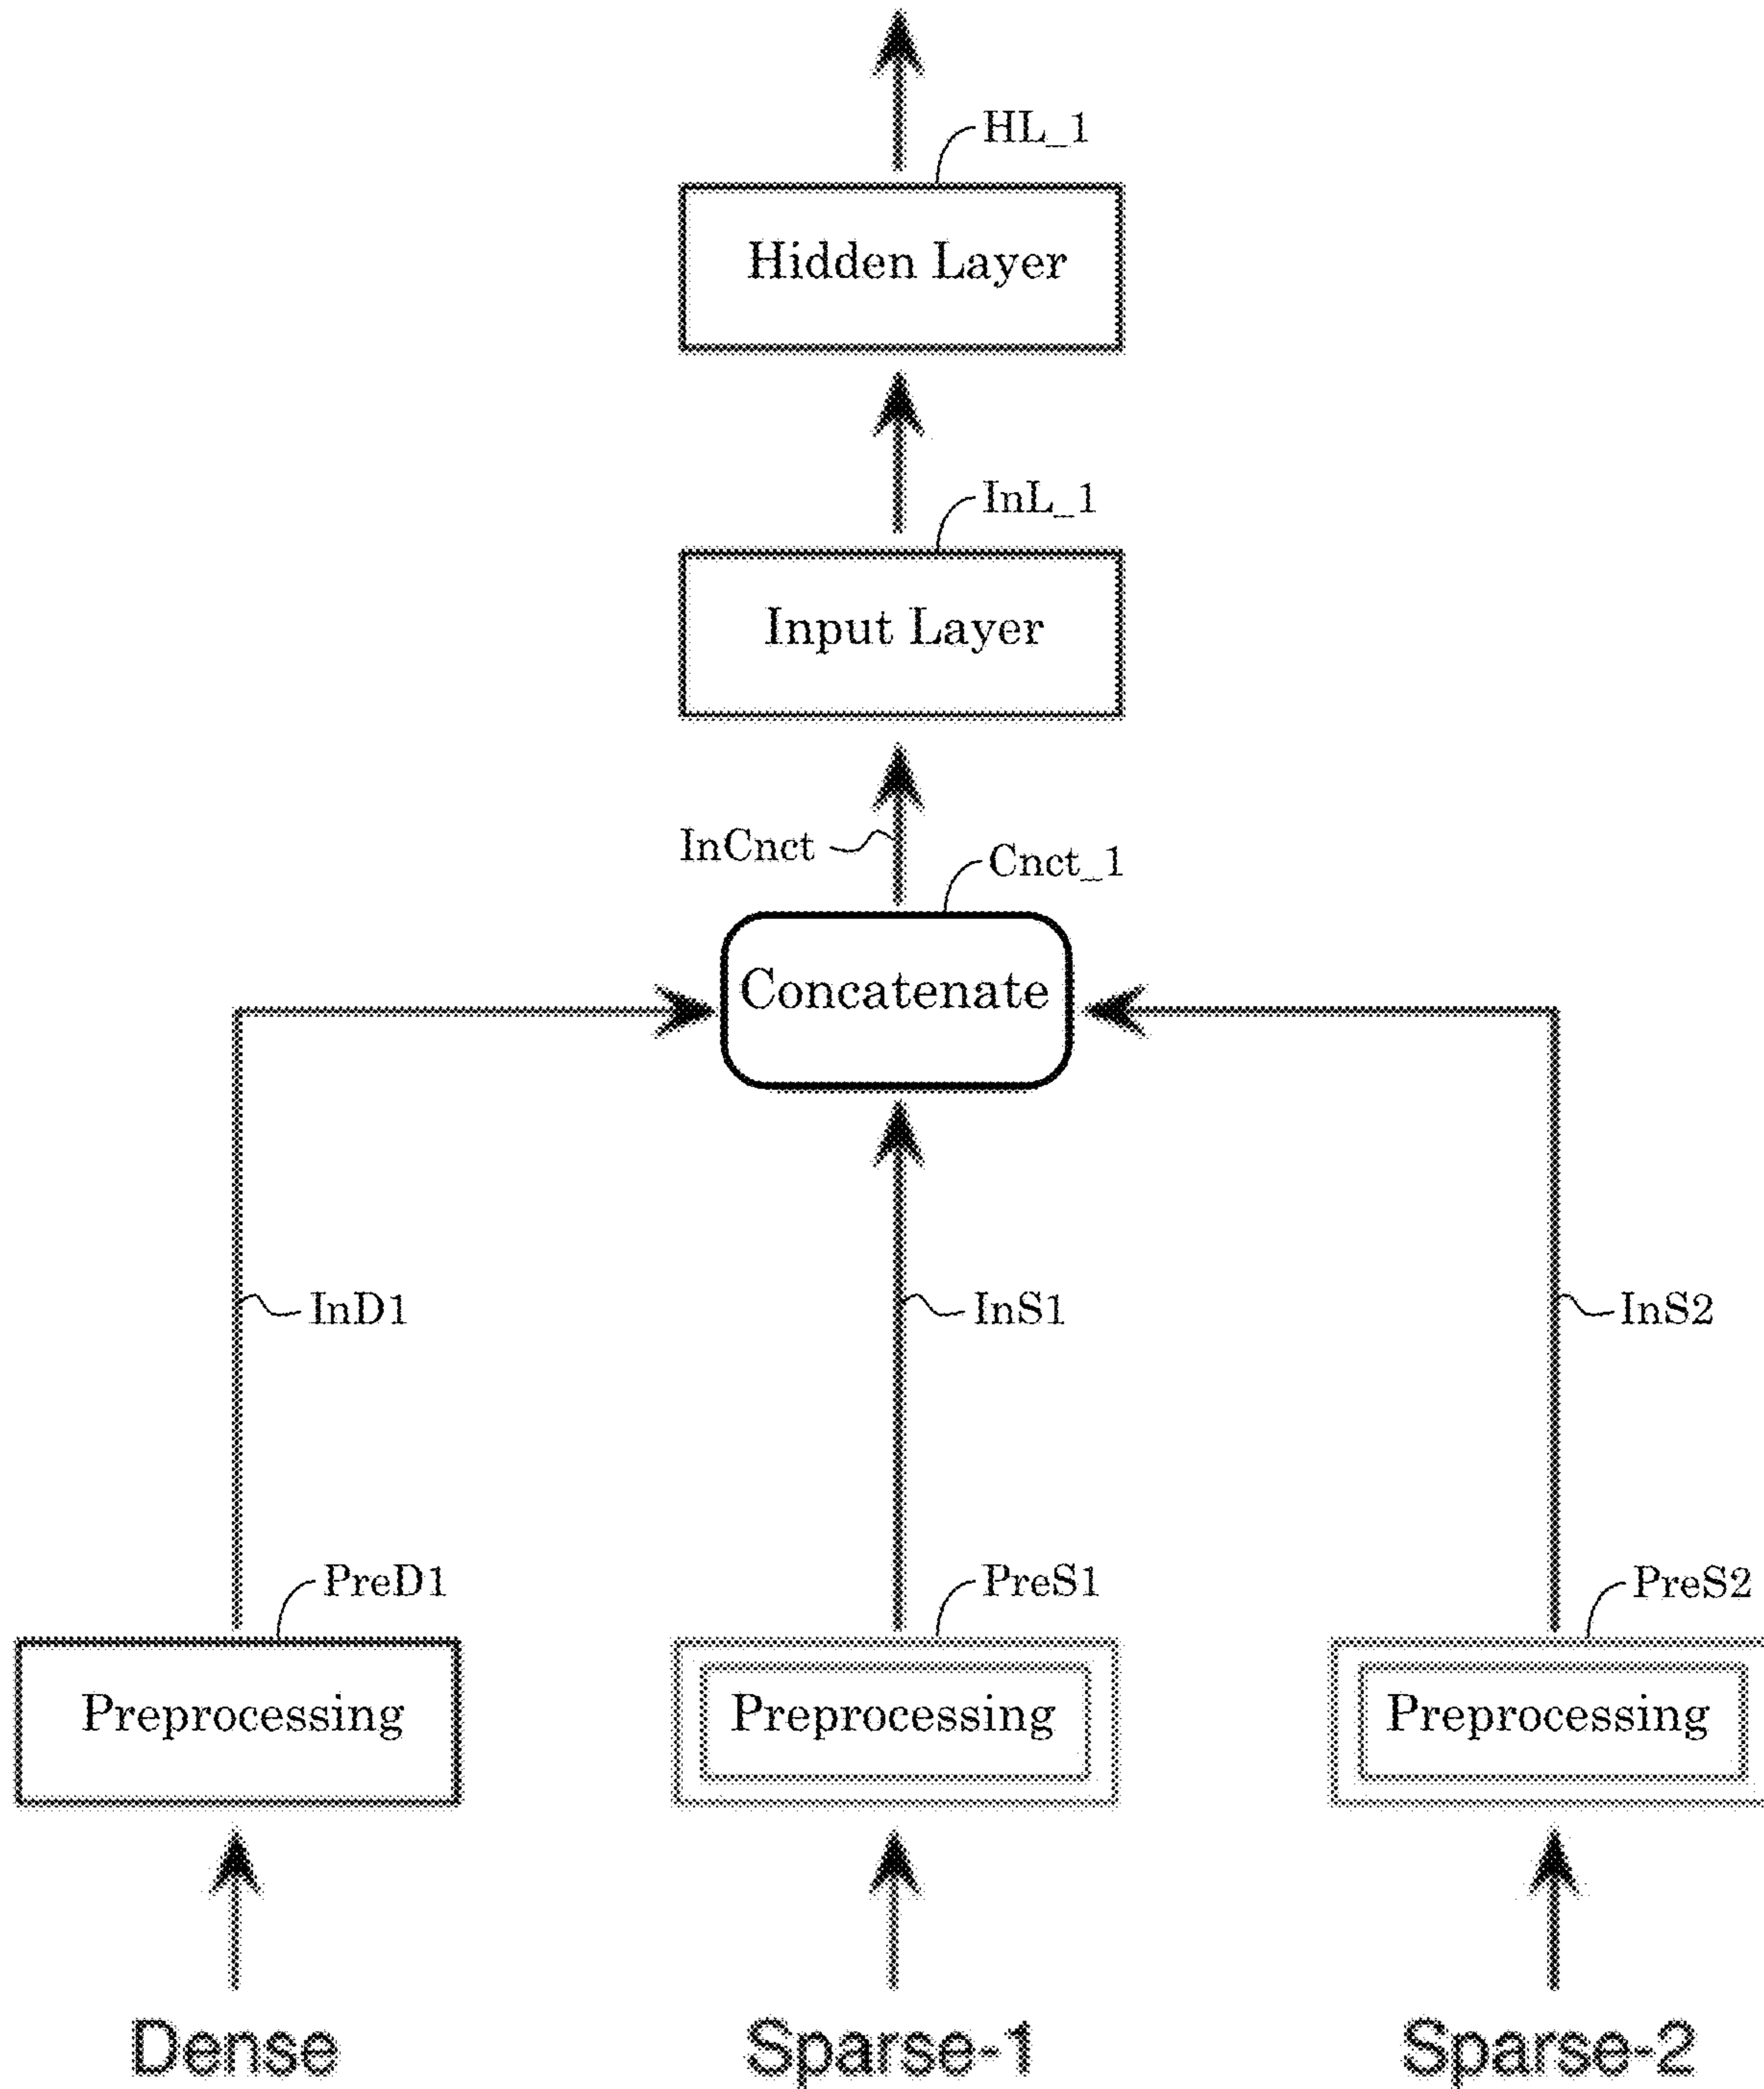 HL_1
Hidden Layer
InL_1
Input Layer
InCnct
Cnct_1
Concatenate
InD1
InS1
InS2
PreD1
PreS1
PreS2
Preprocessing
Preprocessing
Preprocessing
Dense
Sparse-1
Sparse-2